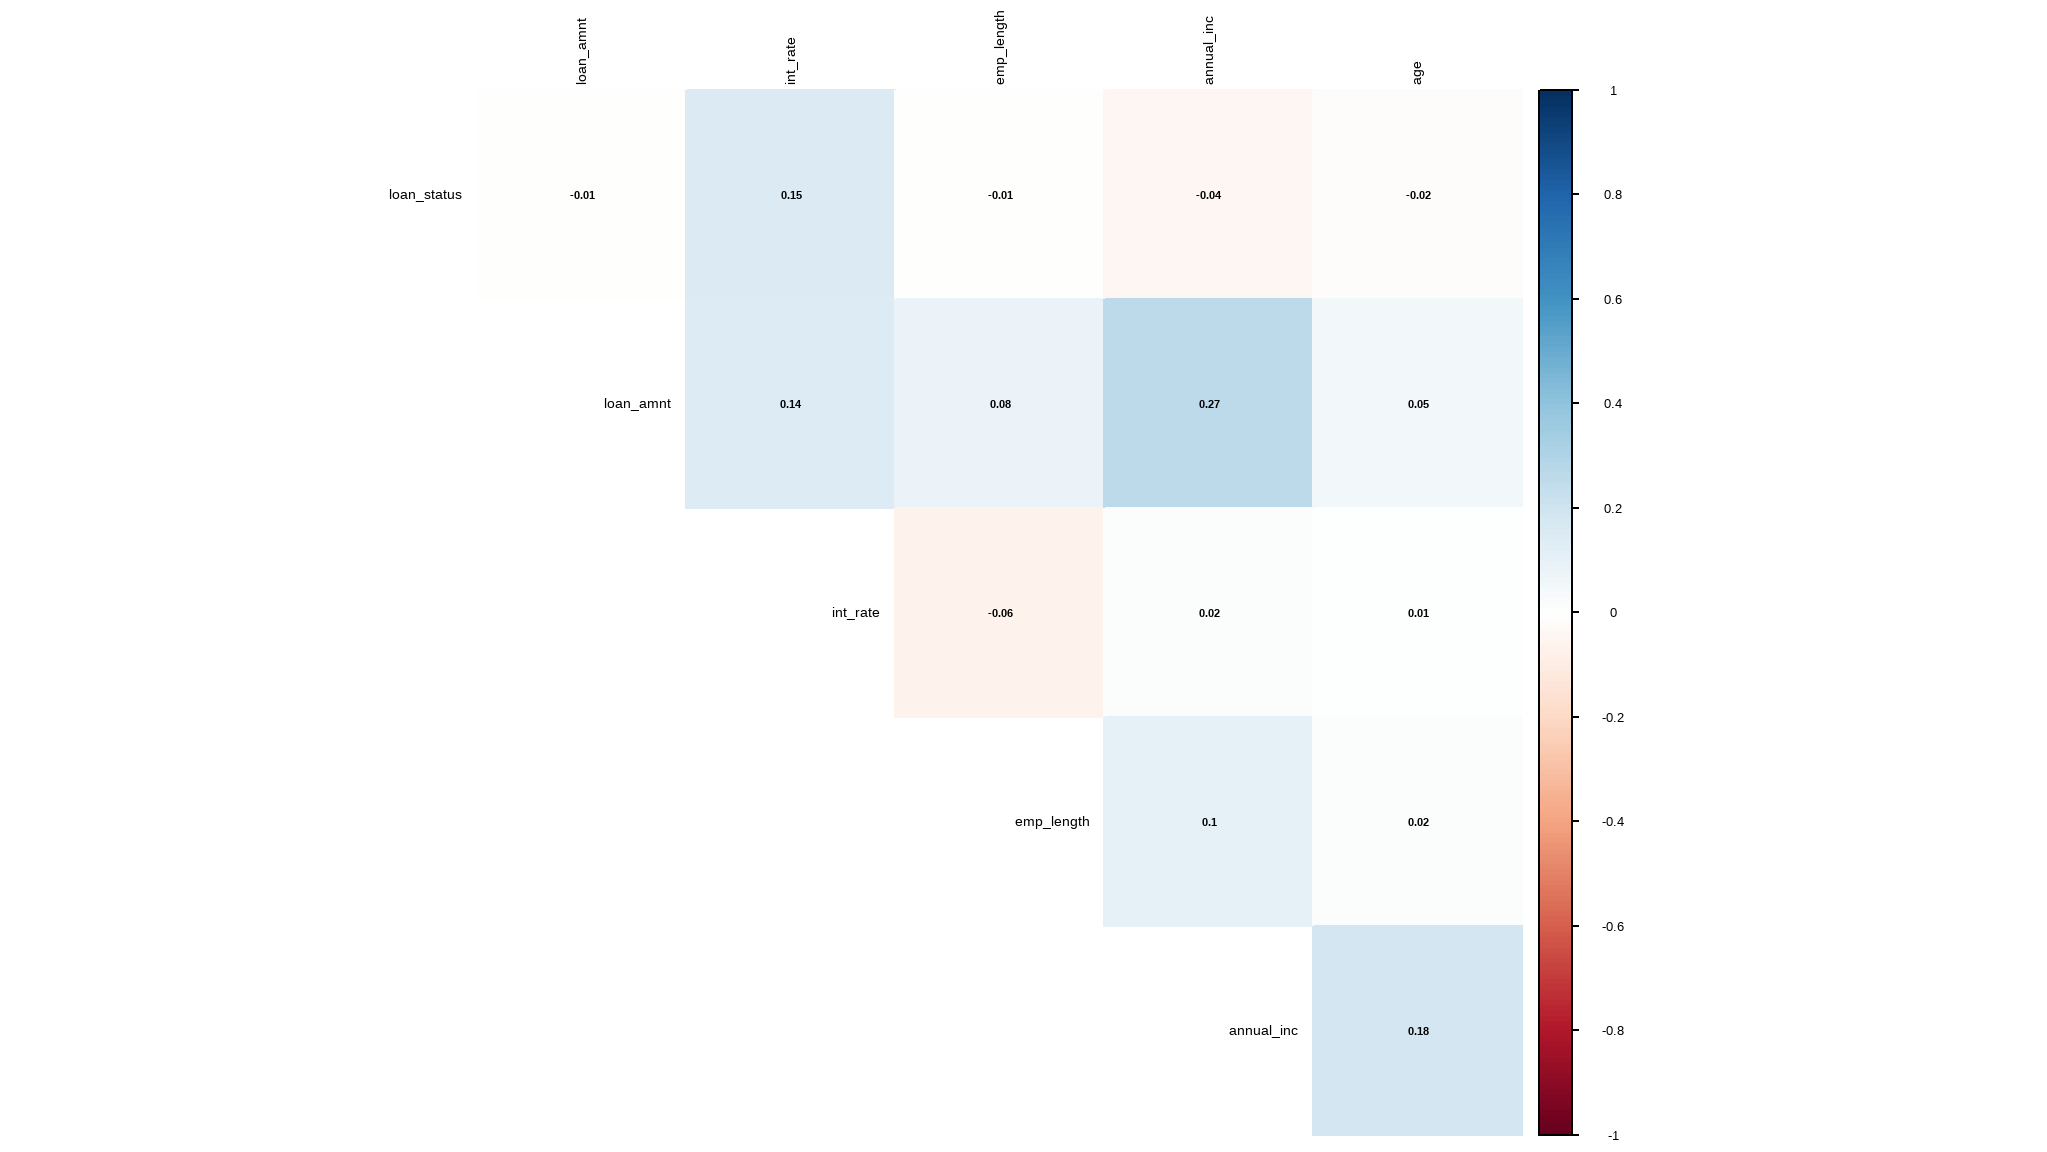 loan_amnt
int_rate
emp_length
annual_inc
age
loan_status -0.01 0.15 -0.01 -0.04 -0.02
loan_amnt 0.14 0.08 0.27 0.05
int_rate -0.06 0.02 0.01
emp_length 0.1 0.02
annual_inc 0.18
1
0.8
0.6
0.4
0.2
0
-0.2
-0.4
-0.6
-0.8
-1